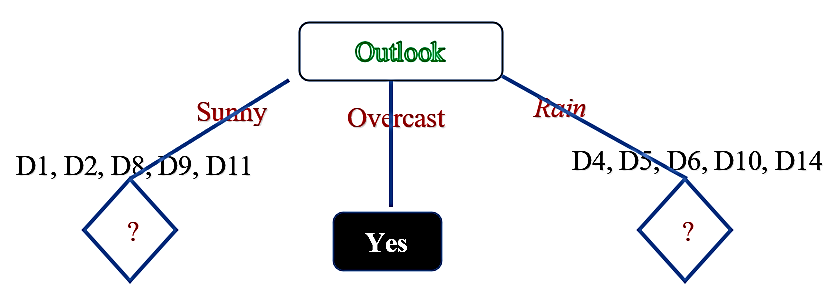 Outlook
Sunny
Overcast
Rain
D1, D2, D8, D9, D11
D4, D5, D6, D10, D14
?
Yes
?